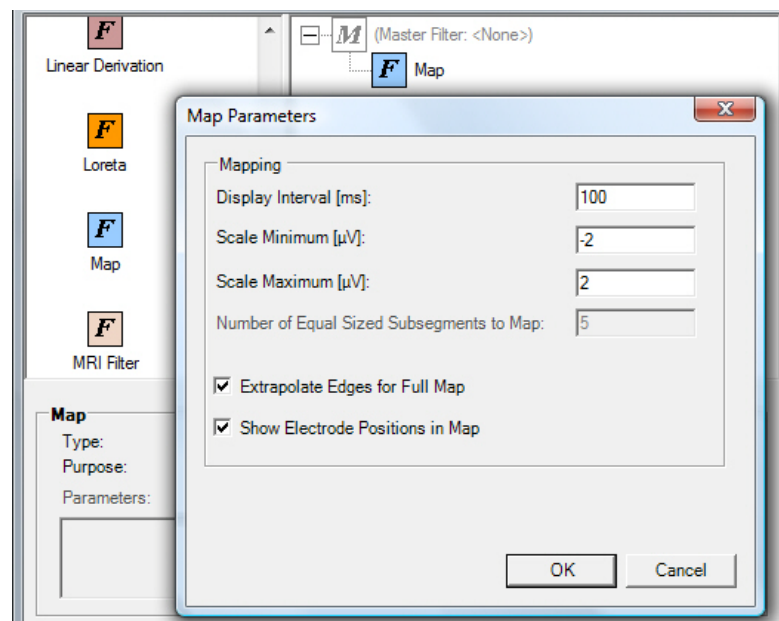 F
Linear Derivation
F
Loreta
F
Map
F
MRI Filter
M (Master Filter: <None>)
F Map
Map Parameters
Mapping
Display Interval [ms]: 100
Scale Minimum [µV]: -2
Scale Maximum [µV]: 2
Number of Equal Sized Subsegments to Map: 5
Extrapolate Edges for Full Map
Show Electrode Positions in Map
OK Cancel
Map
Type:
Purpose:
Parameters: